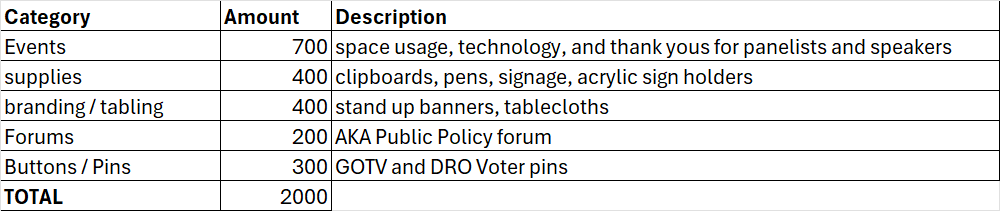 Category Amount Description
Events 700 space usage, technology, and thank yous for panelists and speakers
supplies 400 clipboards, pens, signage, acrylic sign holders
branding / tabling 400 stand up banners, tablecloths
Forums 200 AKA Public Policy forum
Buttons / Pins 300 GOTV and DRO Voter pins
TOTAL 2000